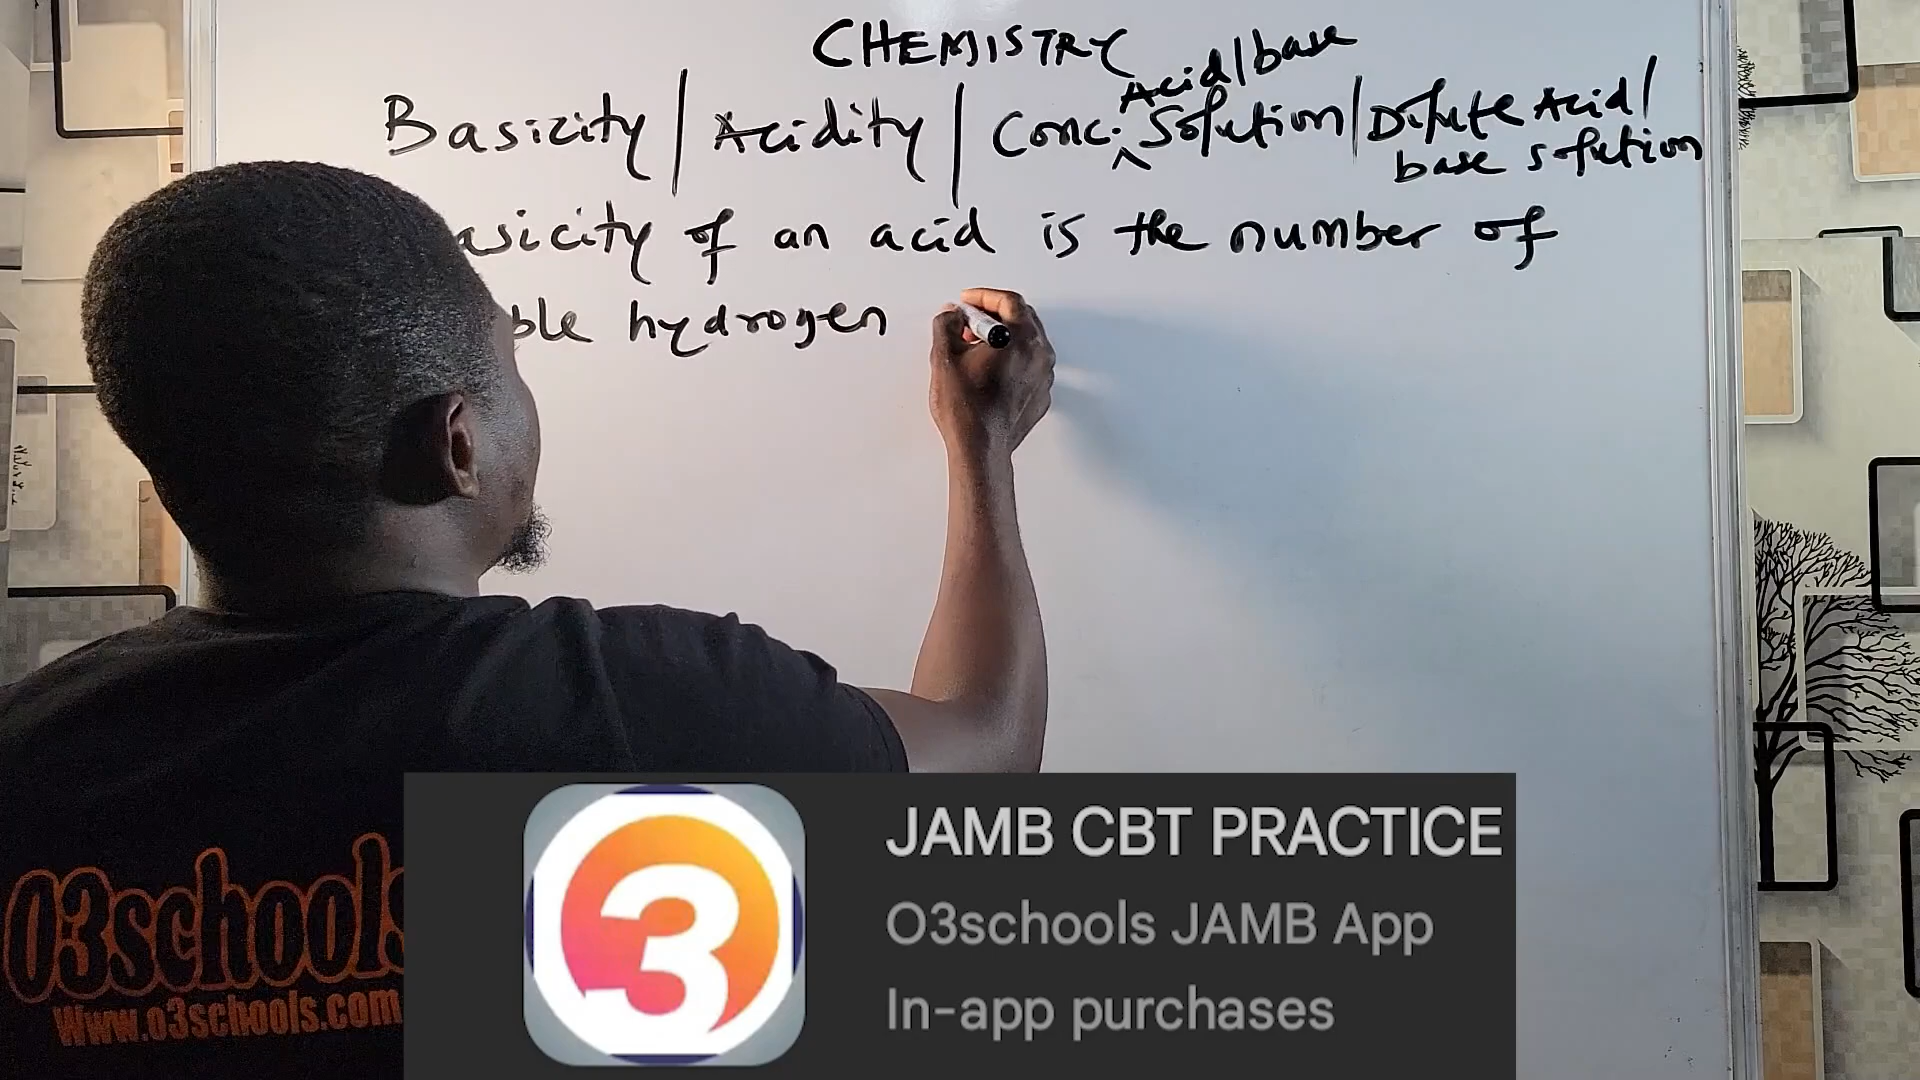 CHEMISTRY
Acid/base
Basicity / Acidity / Conc. ^ Solution / Dilute Acid /
base solution
asicity of an acid is the number of
ble hydrogen
JAMB CBT PRACTICE
O3schools JAMB App
In-app purchases
3
O3schools
Www.o3schools.com